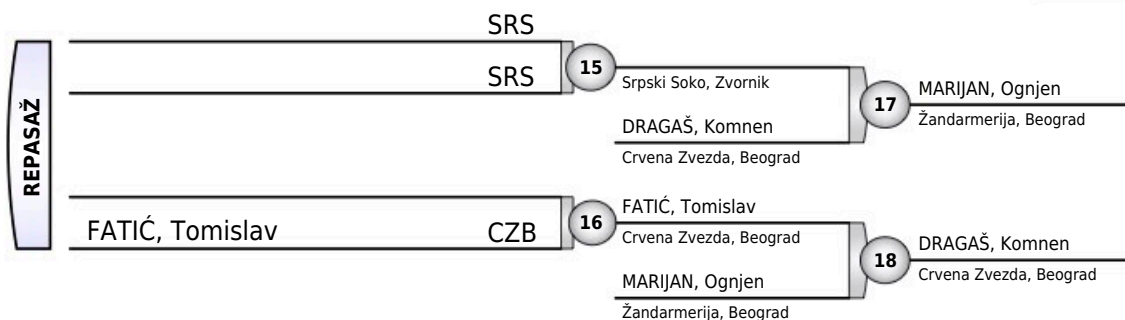 REPASAŽ
SRS
SRS
15
Srpski Soko, Zvornik
DRAGAŠ, Komnen
Crvena Zvezda, Beograd
17
MARIJAN, Ognjen
Žandarmerija, Beograd
FATIĆ, Tomislav CZB
16
FATIĆ, Tomislav
Crvena Zvezda, Beograd
MARIJAN, Ognjen
Žandarmerija, Beograd
18
DRAGAŠ, Komnen
Crvena Zvezda, Beograd